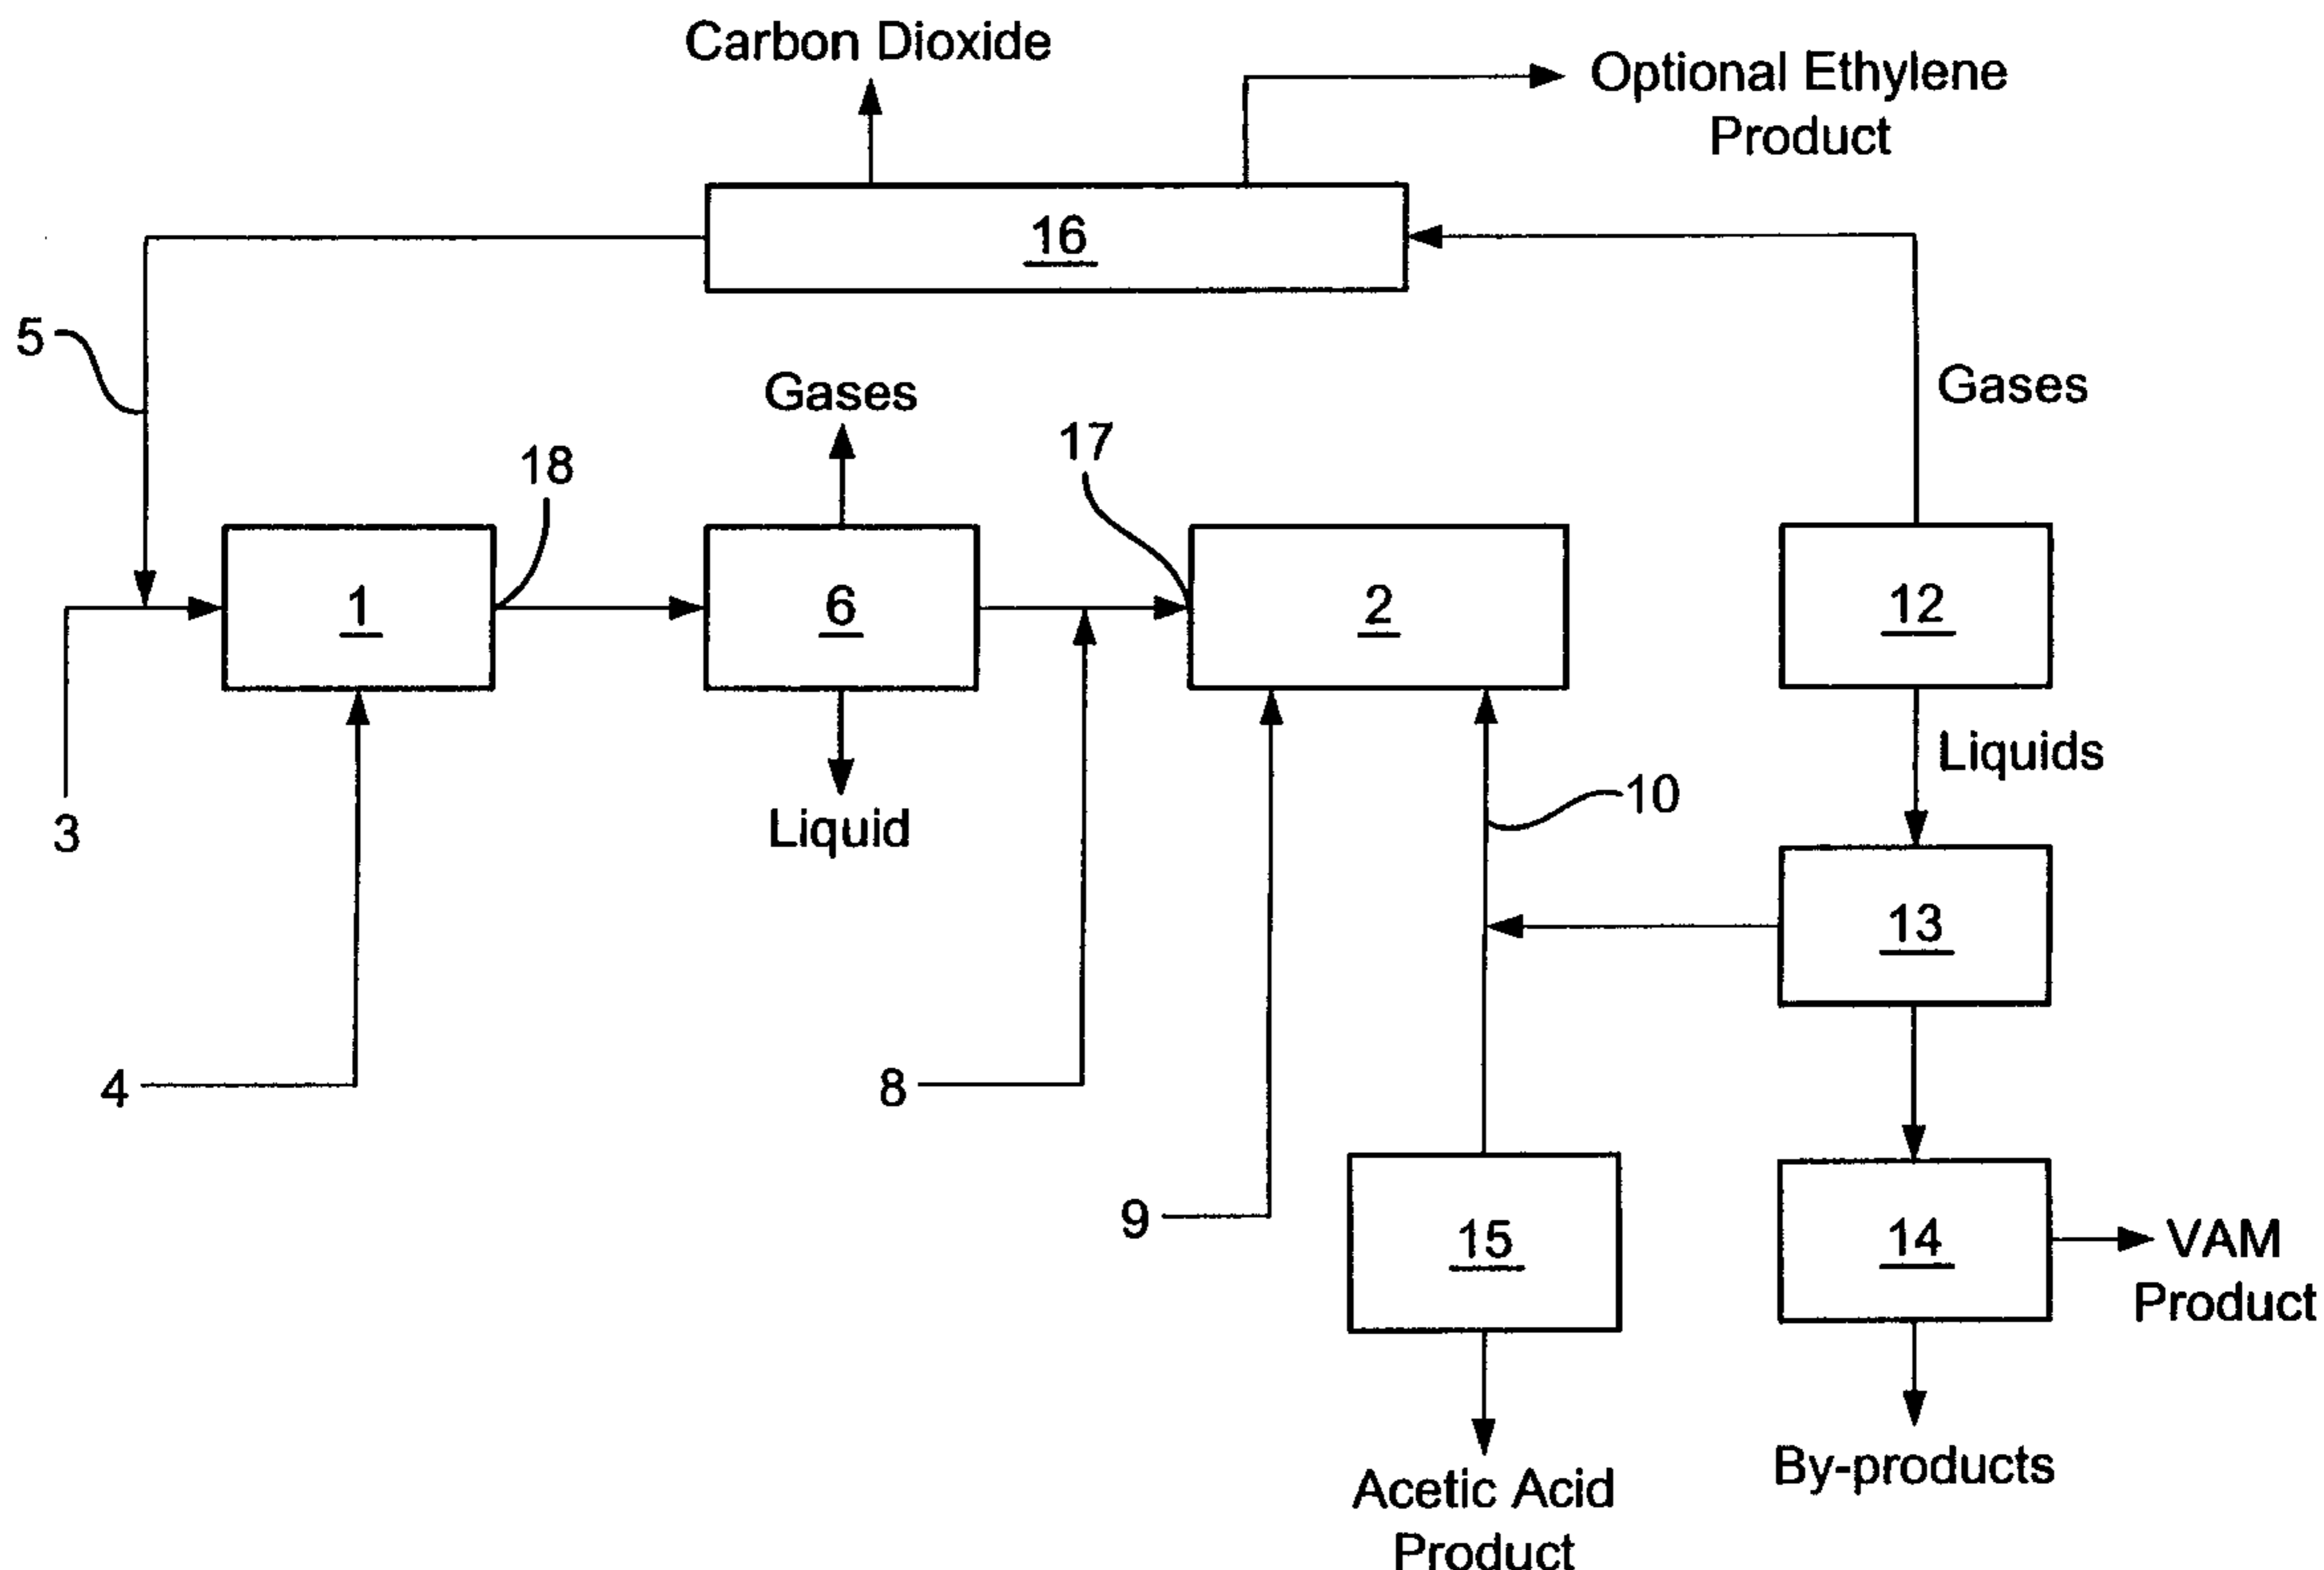 Carbon Dioxide
Optional Ethylene
Product
16
5
Gases
Gases
17
18
1
6
2
12
Liquids
10
3
Liquid
13
4
8
9
15
14
VAM
Product
By-products
Acetic Acid
Product